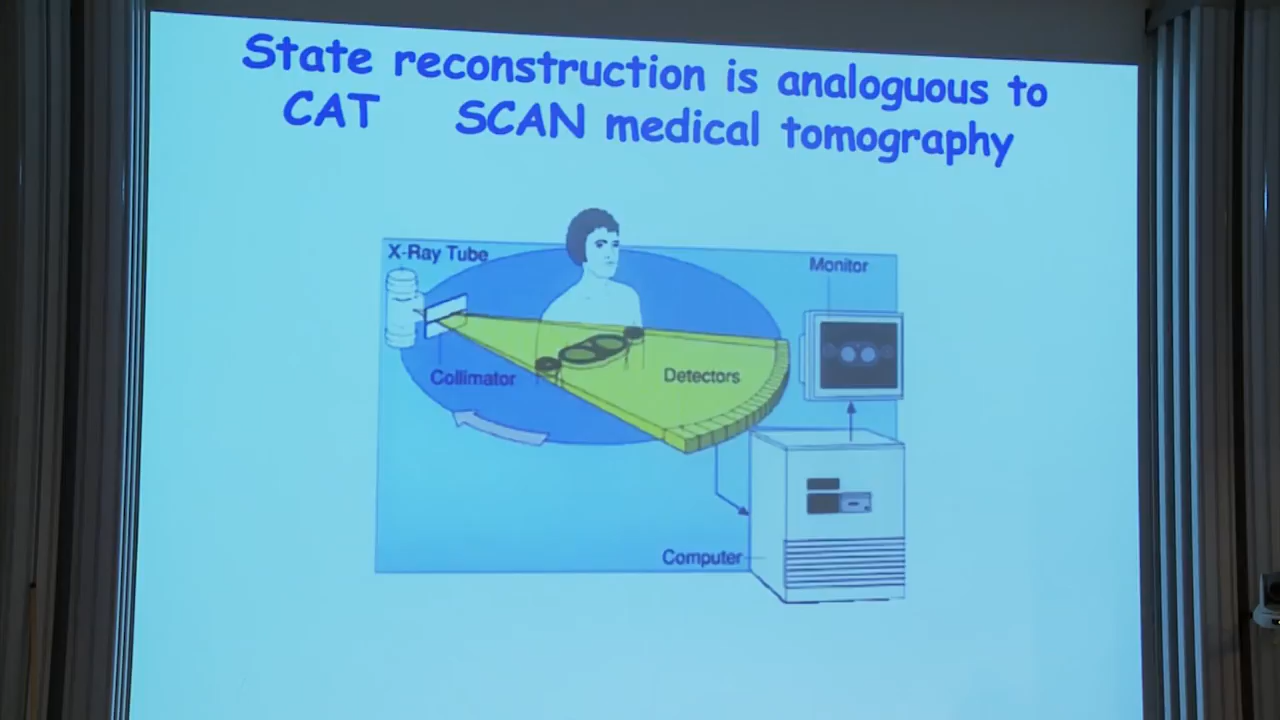 State reconstruction is analoguous to
CAT SCAN medical tomography
X-Ray Tube
Monitor
Collimator
Detectors
Computer